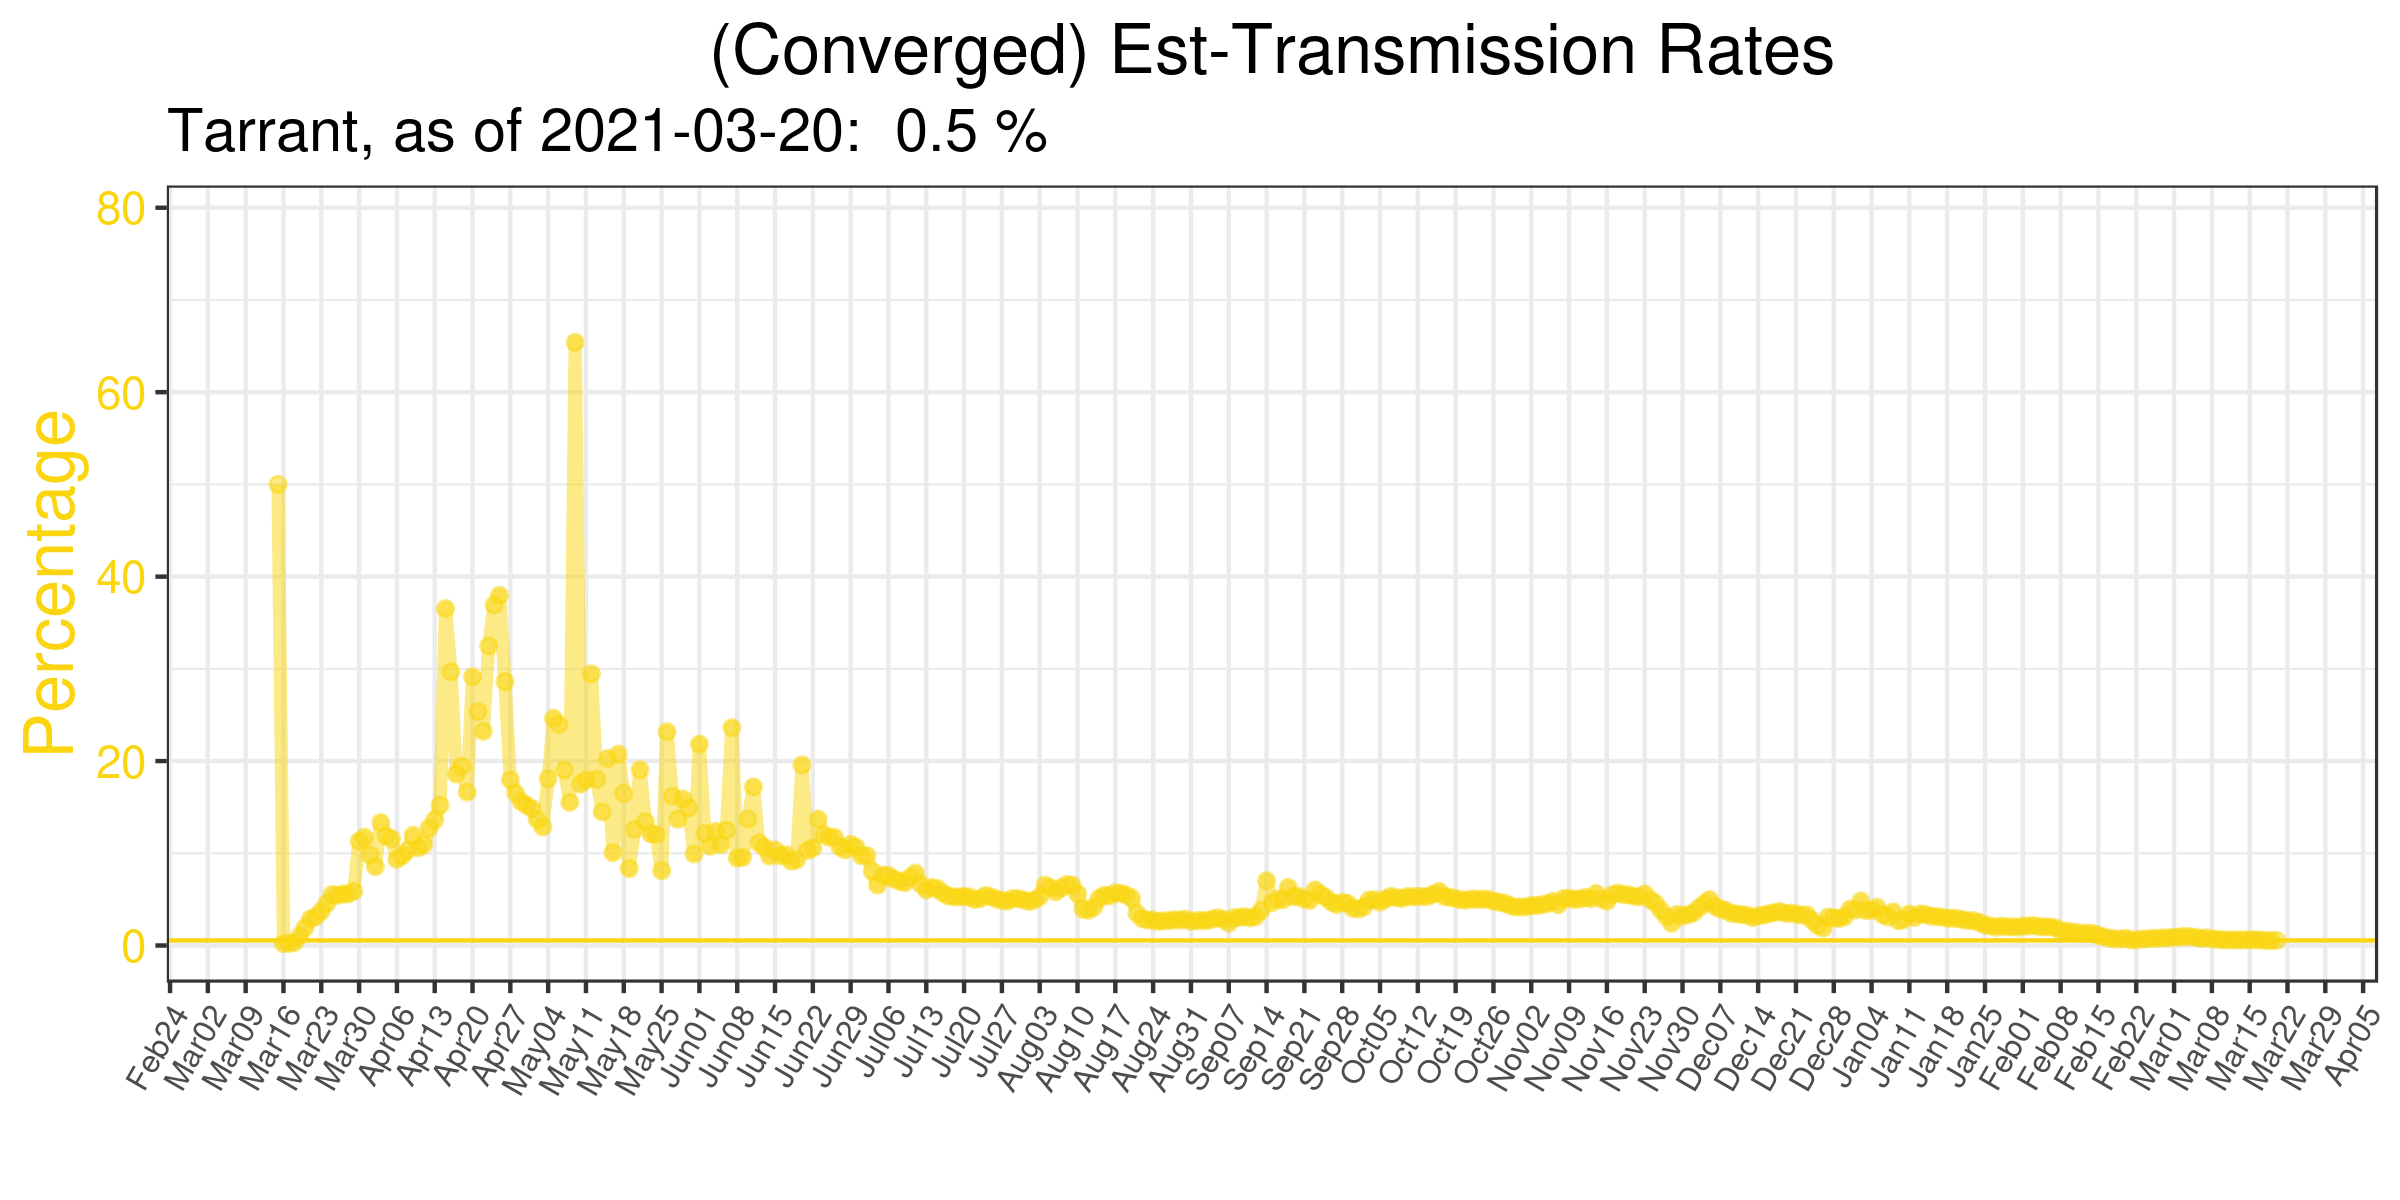 (Converged) Est-Transmission Rates
Tarrant, as of 2021-03-20:  0.5 %
Percentage
80
60
40
20
0
Feb24
Mar02
Mar09
Mar16
Mar23
Mar30
Apr06
Apr13
Apr20
Apr27
May04
May11
May18
May25
Jun01
Jun08
Jun15
Jun22
Jun29
Jul06
Jul13
Jul20
Jul27
Aug03
Aug10
Aug17
Aug24
Aug31
Sep07
Sep14
Sep21
Sep28
Oct05
Oct12
Oct19
Oct26
Nov02
Nov09
Nov16
Nov23
Nov30
Dec07
Dec14
Dec21
Dec28
Jan04
Jan11
Jan18
Jan25
Feb01
Feb08
Feb15
Feb22
Mar01
Mar08
Mar15
Mar22
Mar29
Apr05